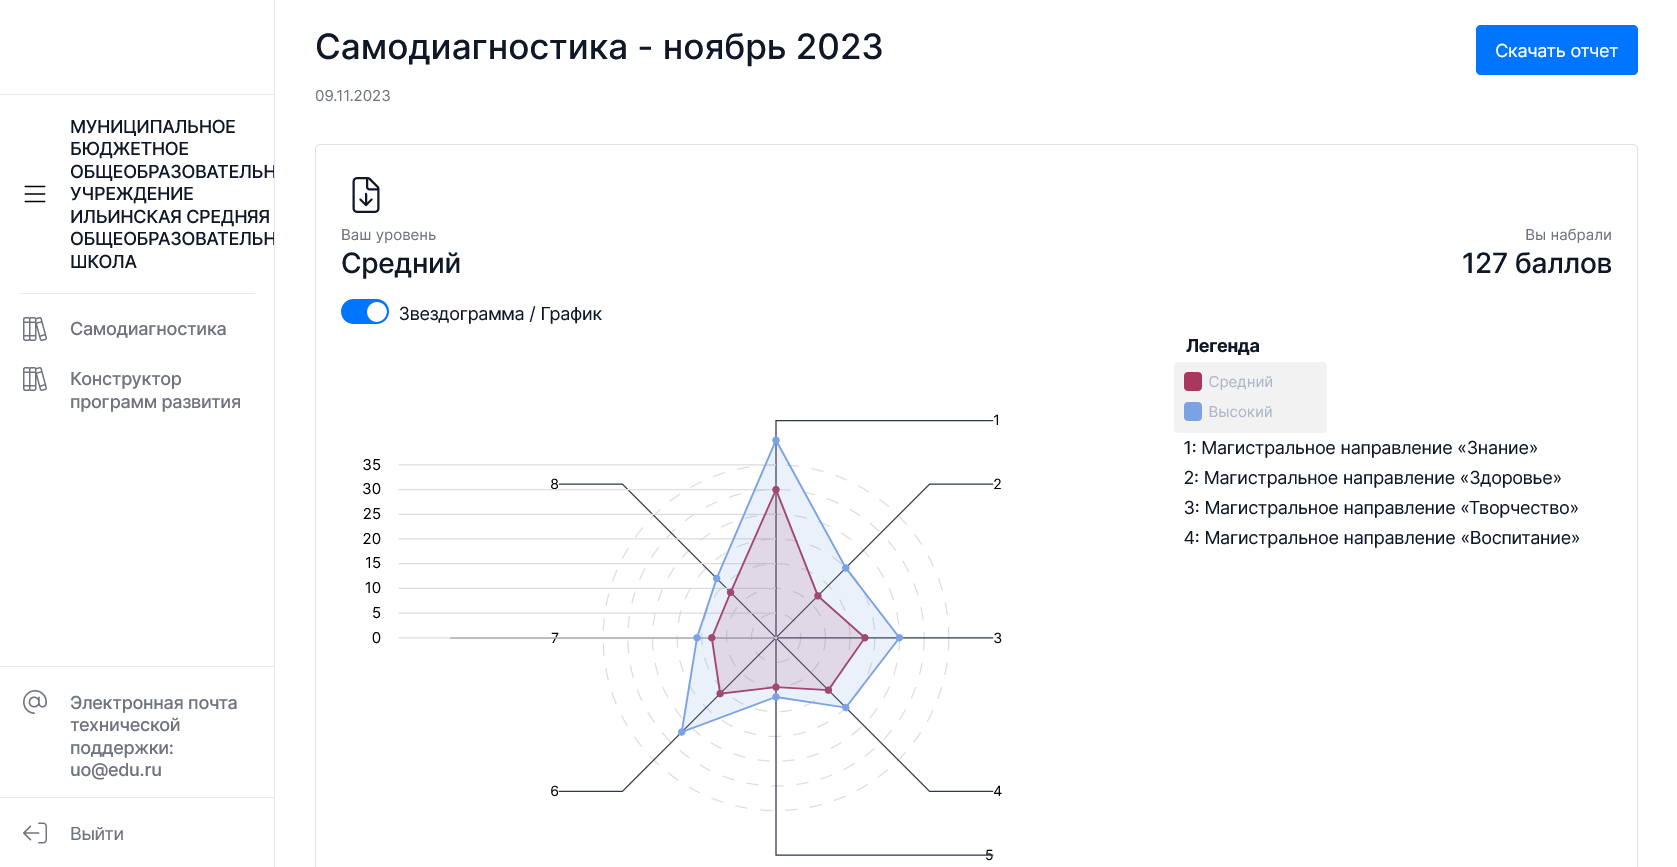 Самодиагностика - ноябрь 2023
Скачать отчет
09.11.2023
МУНИЦИПАЛЬНОЕ
БЮДЖЕТНОЕ
ОБЩЕОБРАЗОВАТЕЛЬН
УЧРЕЖДЕНИЕ
ИЛЬИНСКАЯ СРЕДНЯЯ
ОБЩЕОБРАЗОВАТЕЛЬН
ШКОЛА
Самодиагностика
Конструктор
программ развития
Электронная почта
технической
поддержки:
uo@edu.ru
Выйти
Ваш уровень
Средний
Вы набрали
127 баллов
Звездограмма / График
35
30
25
20
15
10
5
0
1
2
3
4
5
6
7
8
Легенда
Средний
Высокий
1: Магистральное направление «Знание»
2: Магистральное направление «Здоровье»
3: Магистральное направление «Творчество»
4: Магистральное направление «Воспитание»